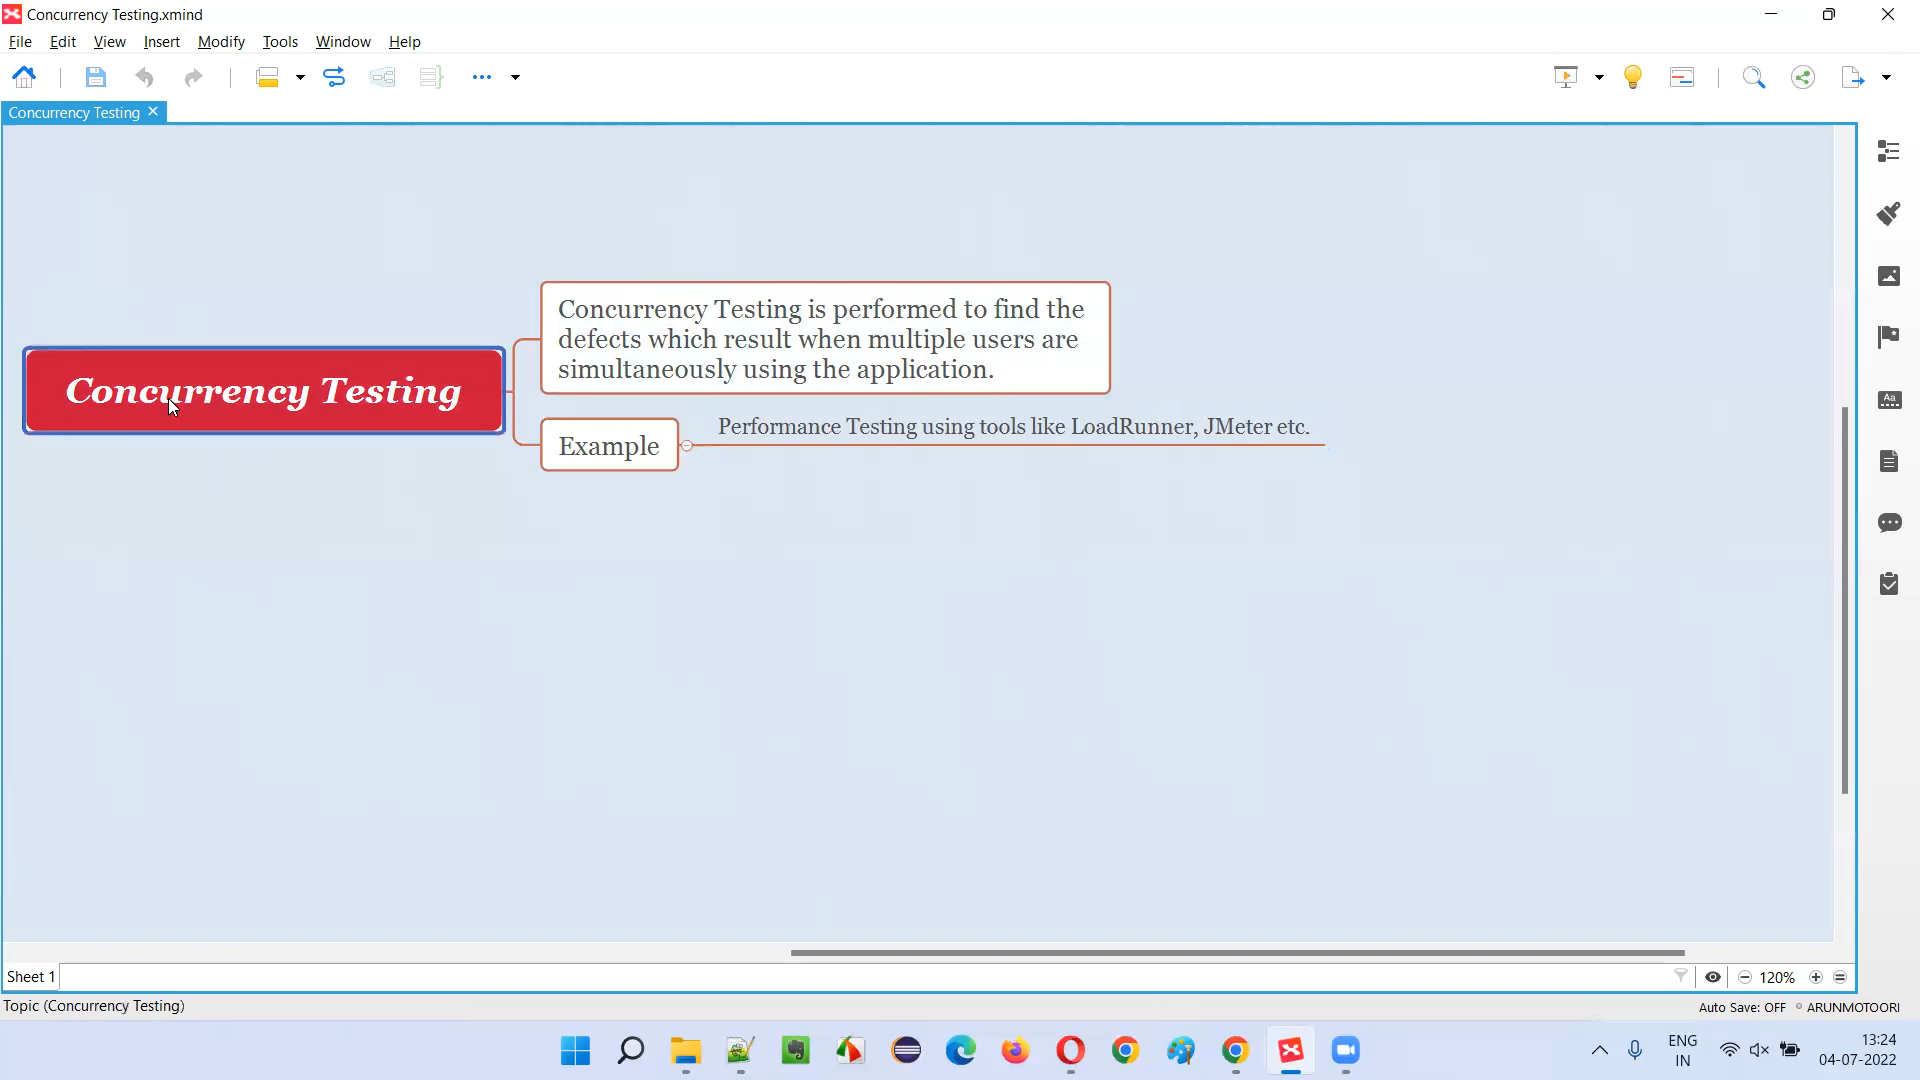 Concurrency Testing.xmind
File Edit View Insert Modify Tools Window Help
Concurrency Testing
Concurrency Testing is performed to find the
defects which result when multiple users are
simultaneously using the application.
Concurrency Testing
Performance Testing using tools like LoadRunner, JMeter etc.
Example
Aa
Sheet 1
120%
Topic (Concurrency Testing)
Auto Save: OFF ARUNMOTOORI
ENG
IN
13:24
04-07-2022